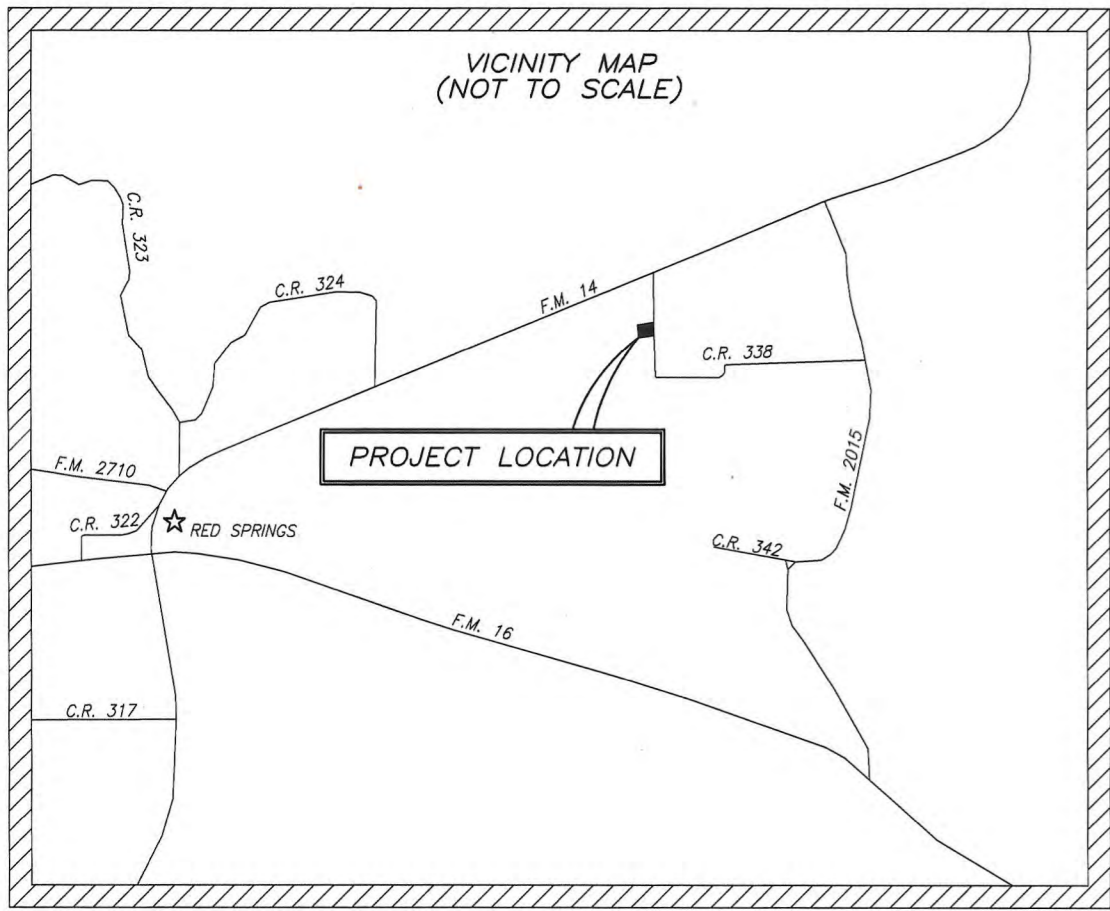 VICINITY MAP
(NOT TO SCALE)
C.R. 323
C.R. 324
F.M. 14
C.R. 338
PROJECT LOCATION
F.M. 2710
F.M. 2015
C.R. 322
RED SPRINGS
C.R. 342
F.M. 16
C.R. 317